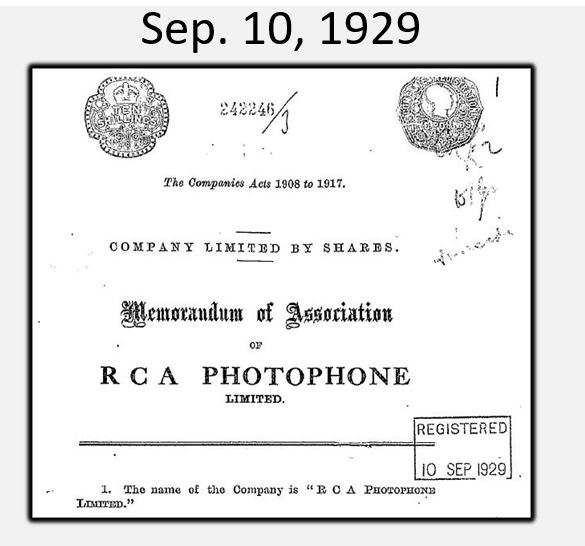 Sep. 10, 1929
TEN
SHILLINGS
242246/3
1
The Companies Acts 1908 to 1917.
COMPANY LIMITED BY SHARES.
Memorandum of Association
OF
R C A PHOTOPHONE
LIMITED.
REGISTERED
10 SEP 1929
1. The name of the Company is “R C A PHOTOPHONE
LIMITED.”